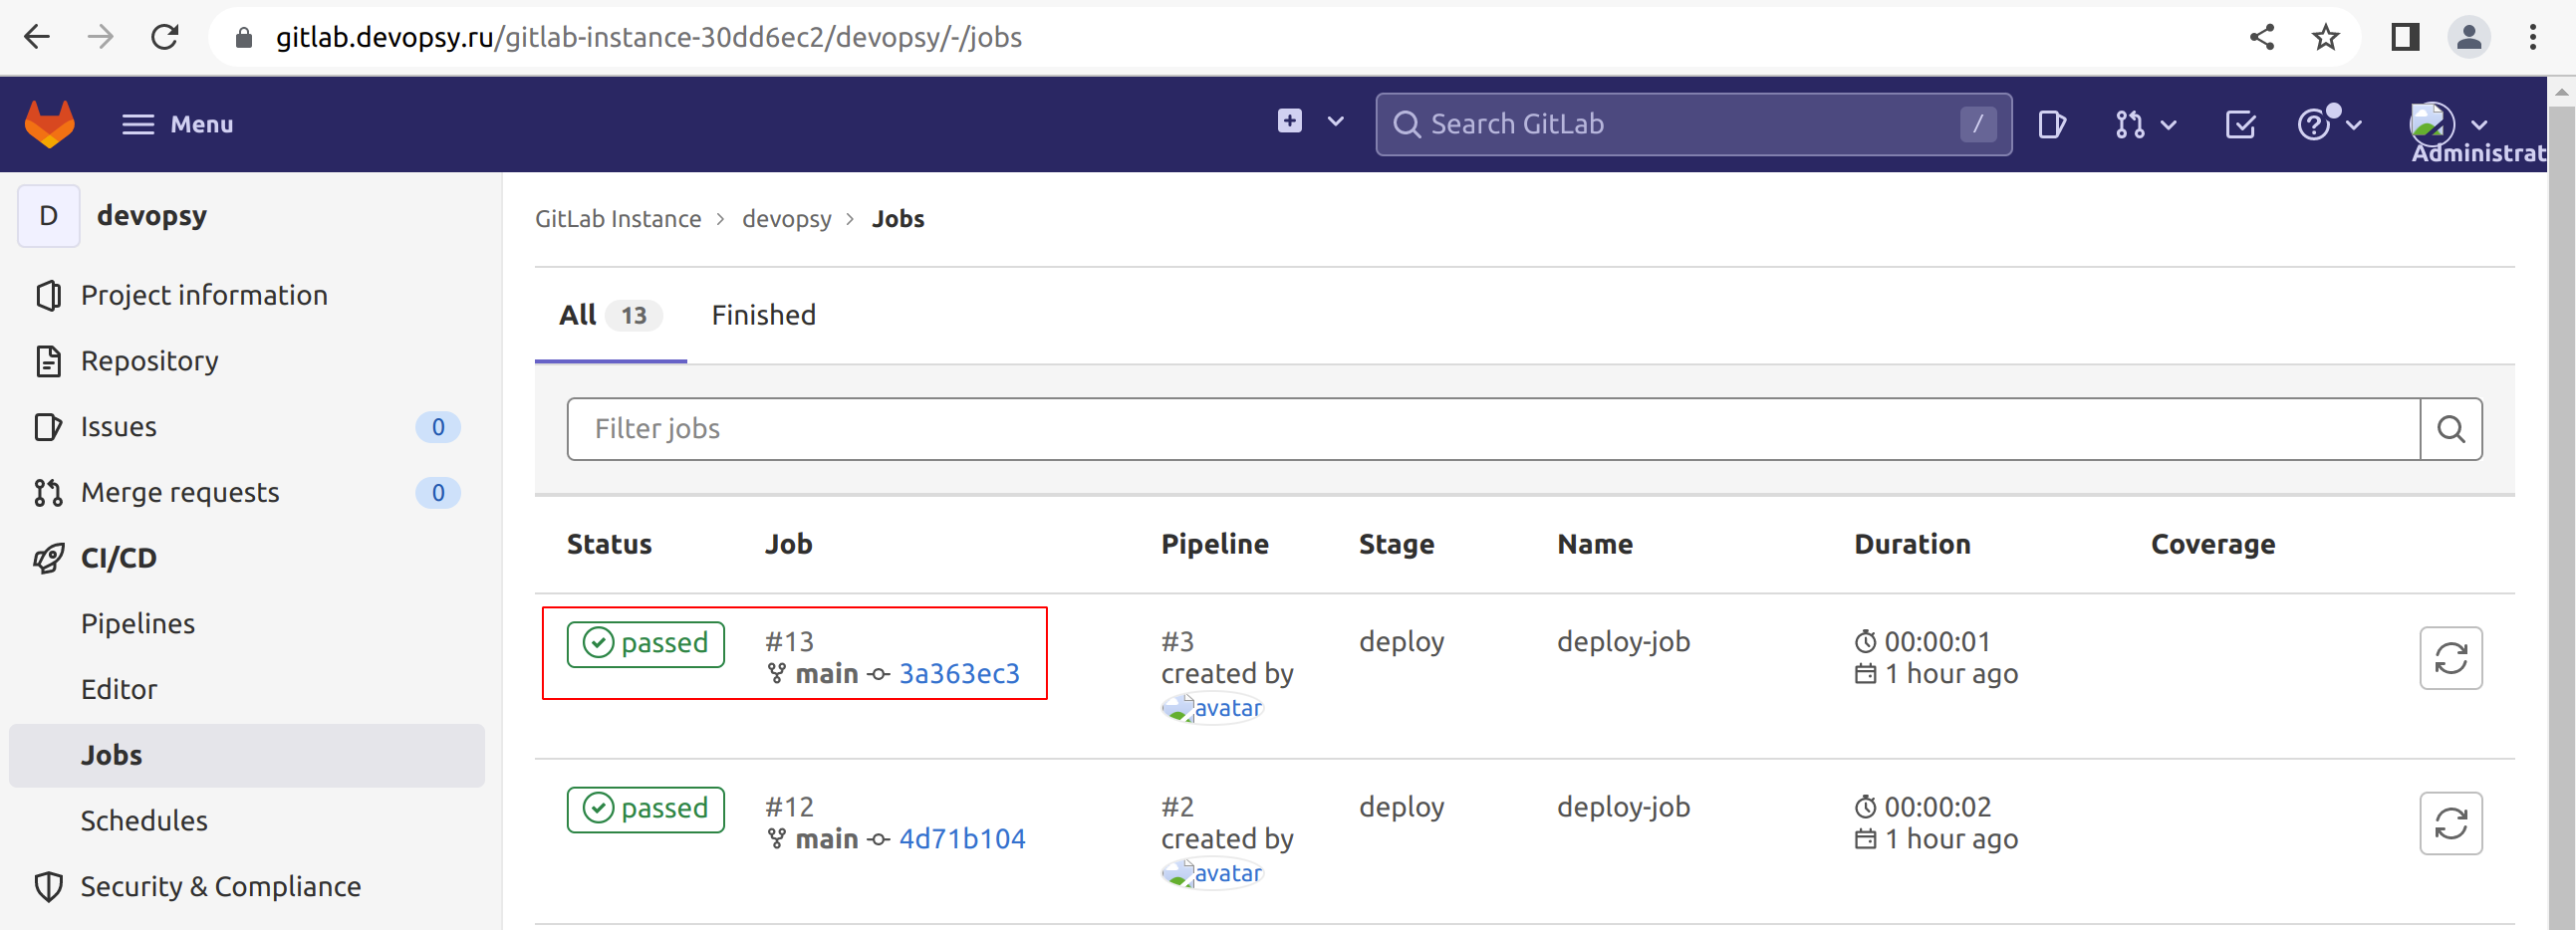 gitlab.devopsy.ru/gitlab-instance-30dd6ec2/devopsy/-/jobs
Menu
Search GitLab
/
Administrat
D devopsy
Project information
Repository
Issues 0
Merge requests 0
CI/CD
Pipelines
Editor
Jobs
Schedules
Security & Compliance
GitLab Instance > devopsy > Jobs
All 13 Finished
Filter jobs
Status Job Pipeline Stage Name Duration Coverage
passed #13 #3 deploy deploy-job 00:00:01
main 3a363ec3 created by 1 hour ago
avatar
passed #12 #2 deploy deploy-job 00:00:02
main 4d71b104 created by 1 hour ago
avatar